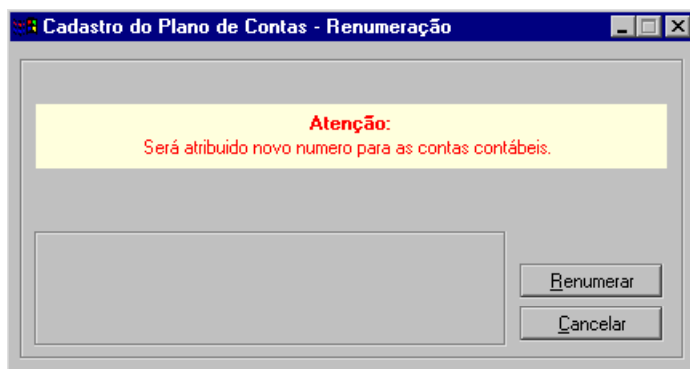 Cadastro do Plano de Contas - Renumeração
Atenção:
Será atribuido novo numero para as contas contábeis.
Renumerar
Cancelar